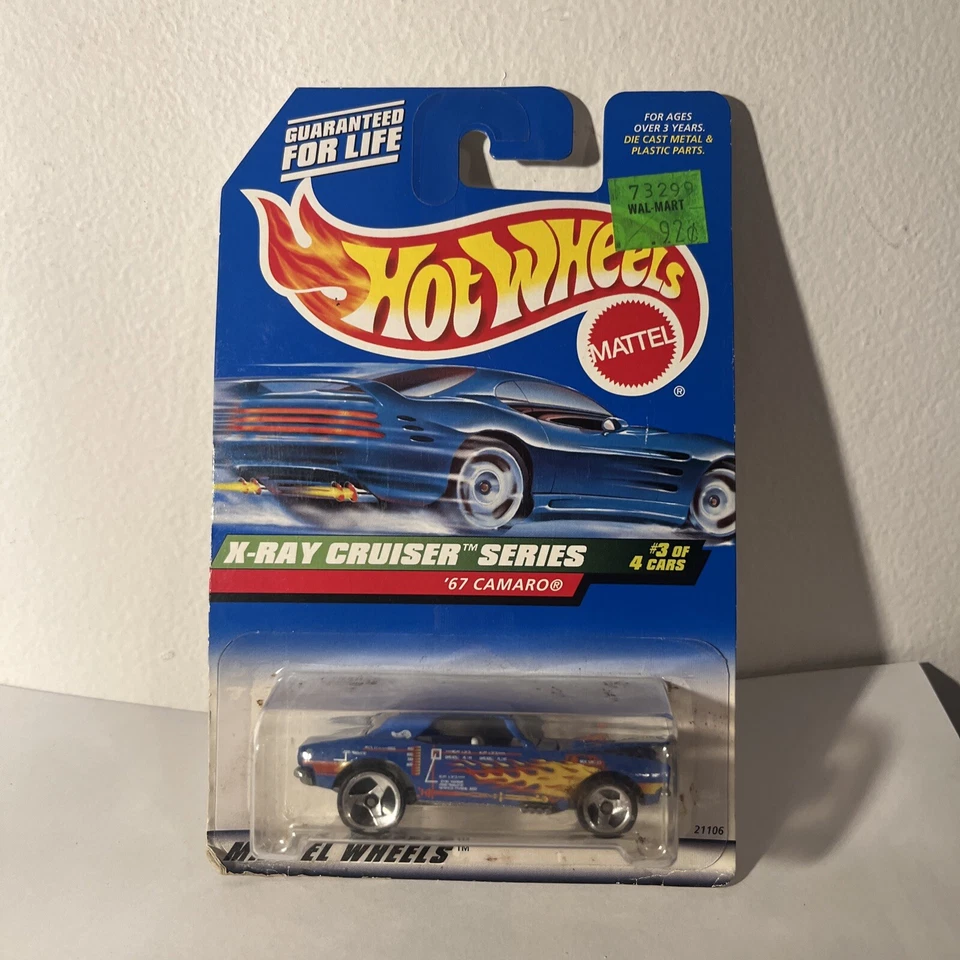 GUARANTEED
FOR LIFE
FOR AGES
OVER 3 YEARS.
DIE CAST METAL &
PLASTIC PARTS.
73299
WAL-MART
.92¢
HOT WHEELS
MATTEL
®
X-RAY CRUISER™ SERIES
#3 OF
4 CARS
'67 CAMARO®
21106
EL WHEELS™